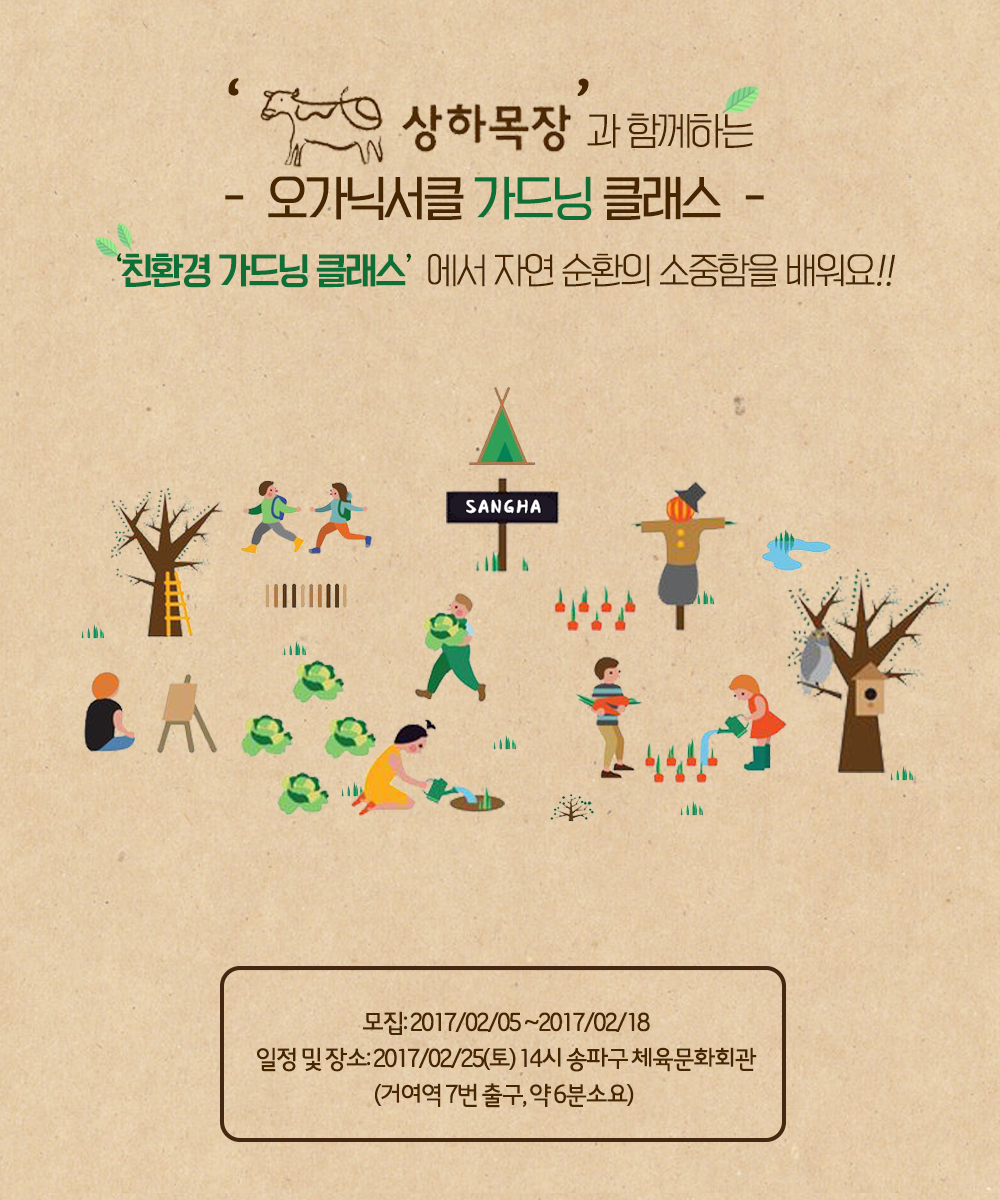 ‘상하목장’과 함께하는
- 오가닉서클 가드닝 클래스 -
‘친환경 가드닝 클래스’ 에서 자연 순환의 소중함을 배워요!!
SANGHA
모집: 2017/02/05 ~2017/02/18
일정 및 장소: 2017/02/25(토) 14시 송파구 체육문화회관
(거여역 7번 출구, 약 6분소요)